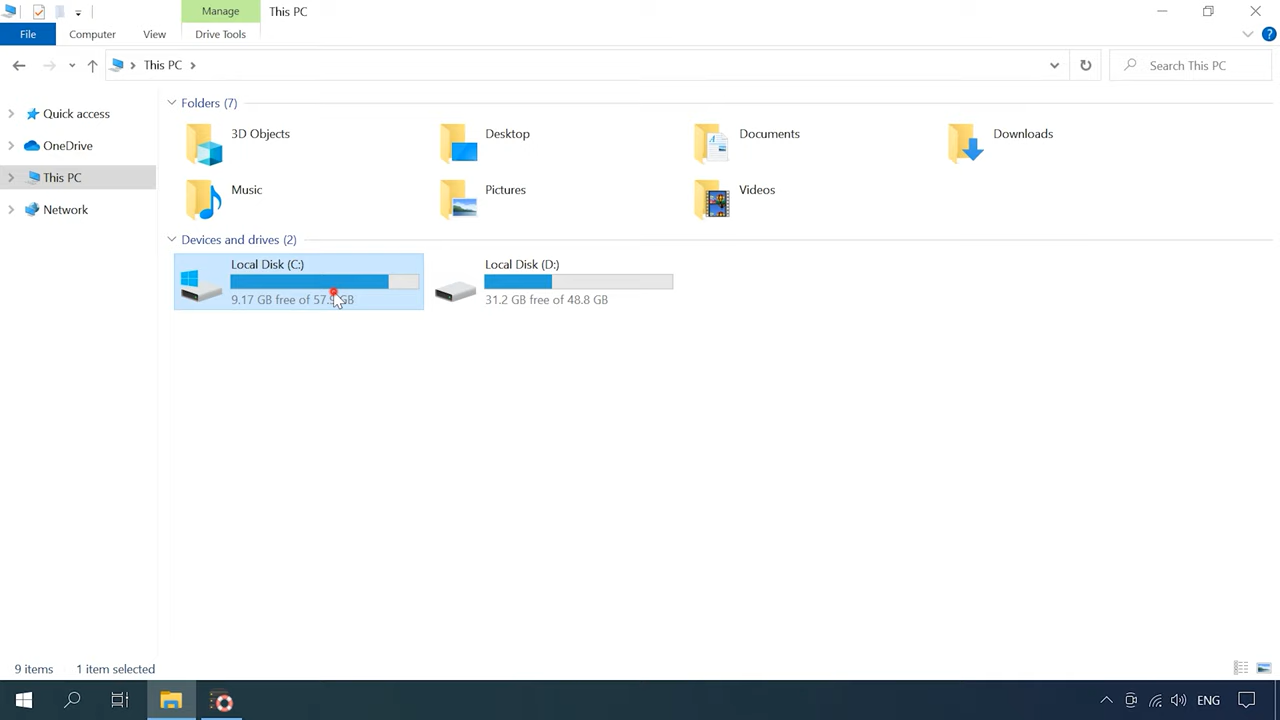 Manage
This PC
File
Computer
View
Drive Tools
This PC
Search This PC
Quick access
OneDrive
This PC
Network
Folders (7)
3D Objects
Desktop
Documents
Downloads
Music
Pictures
Videos
Devices and drives (2)
Local Disk (C:)
9.17 GB free of GB
Local Disk (D:)
31.2 GB free of 48.8 GB
9 items
1 item selected
ENG